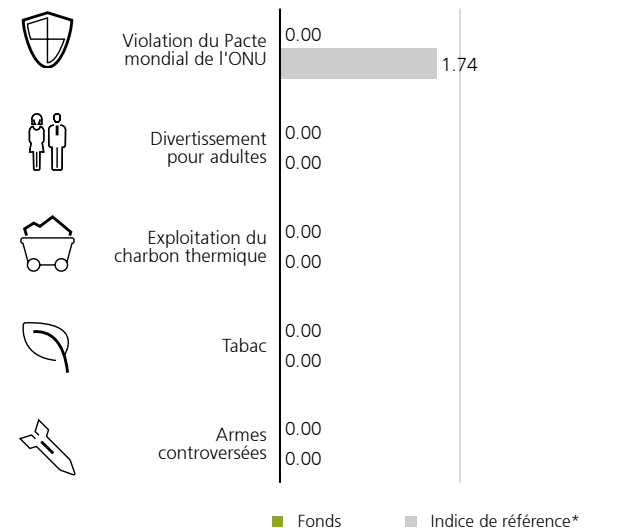 Violation du Pacte
mondial de l'ONU
0.00
1.74
Divertissement
pour adultes
0.00
0.00
Exploitation du
charbon thermique
0.00
0.00
Tabac
0.00
0.00
Armes
controversées
0.00
0.00
Fonds
Indice de référence*